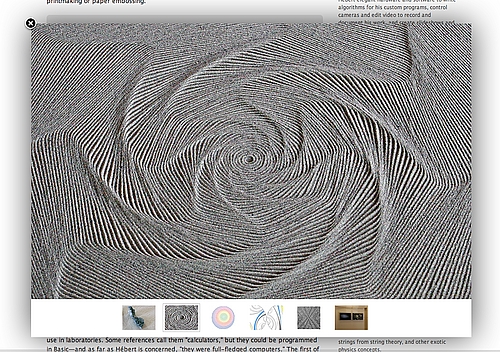 printmaking or paper embossing.
algorithms for his custom programs, control
cameras and edit video to record and
use in laboratories. Some references call them "calculators," but they could be programmed
in Basic—and as far as Hébert is concerned, "they were full-fledged computers." The first of
strings from string theory, and other exotic
physics concepts.